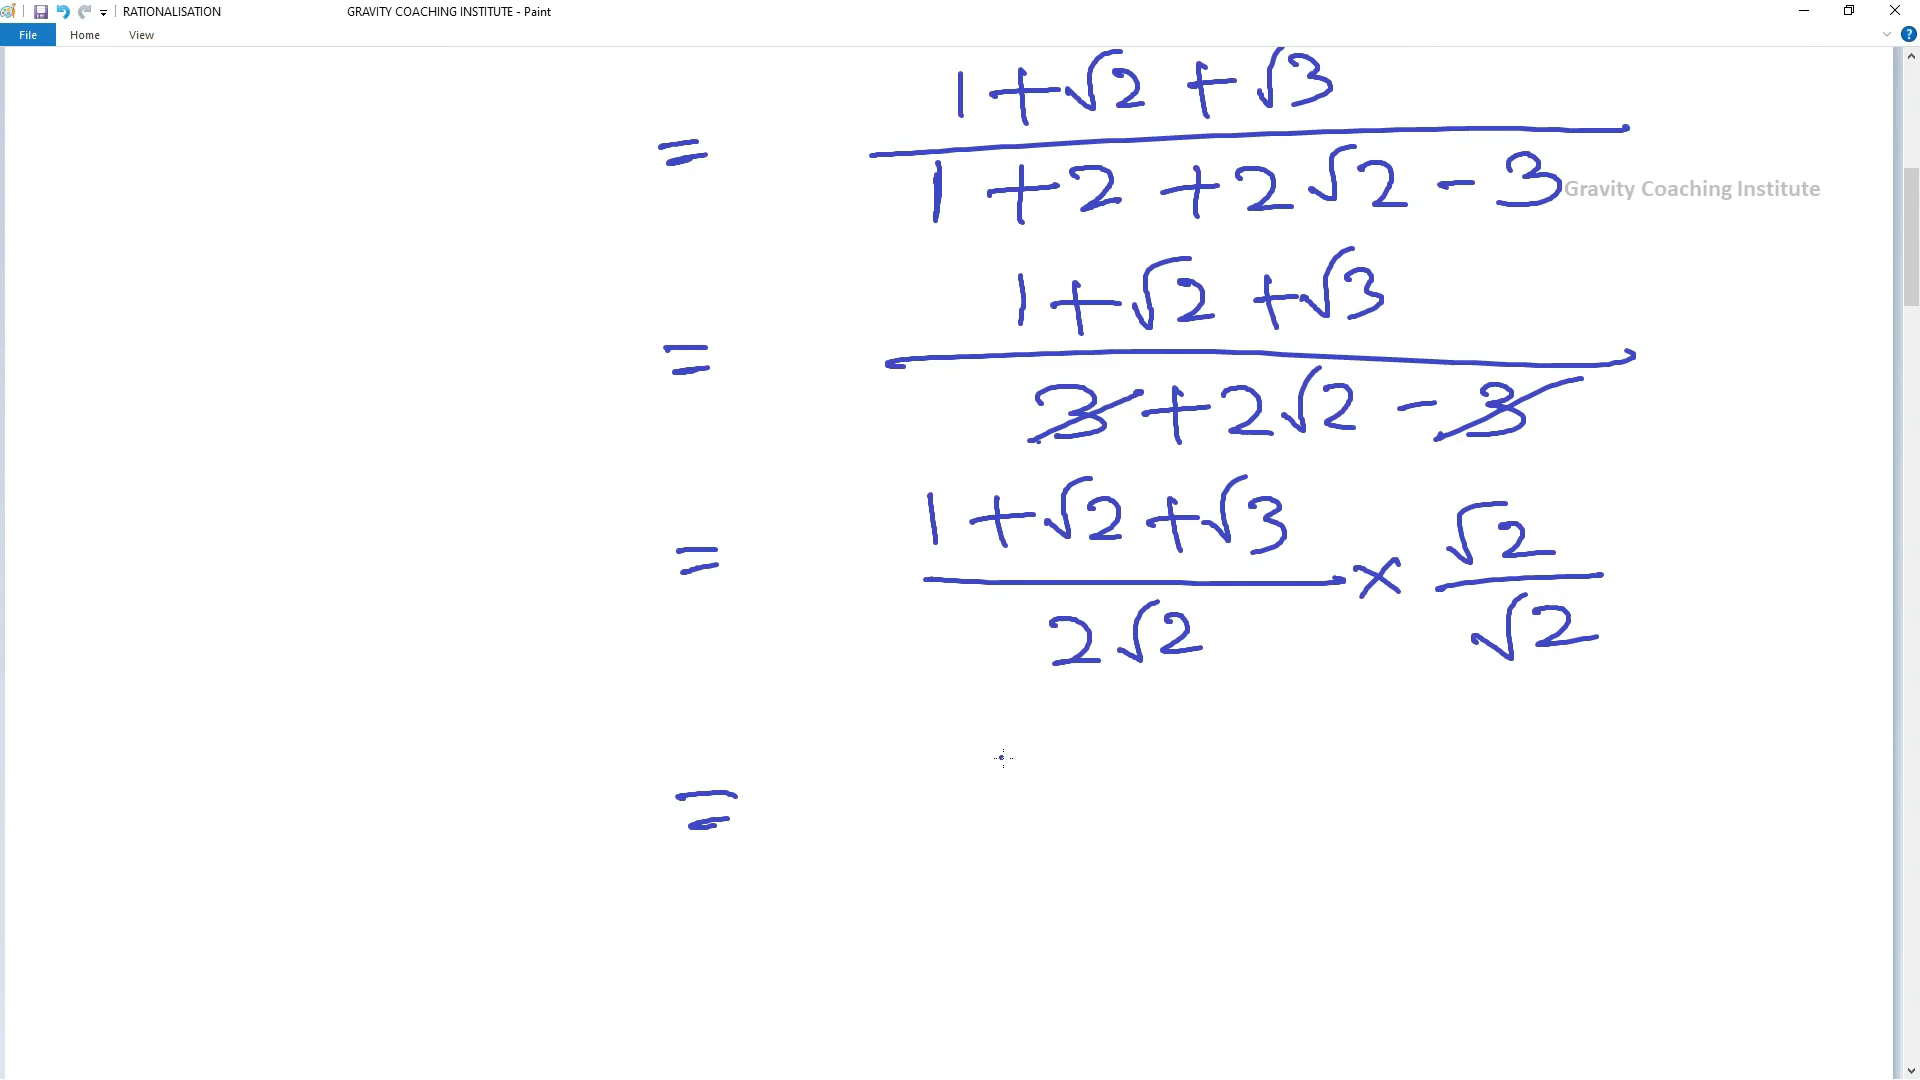 RATIONALISATION GRAVITY COACHING INSTITUTE - Paint
File Home View
1 + √2 + √3
=
1 + 2 + 2√2 - 3
Gravity Coaching Institute
1 + √2 + √3
=
3 + 2√2 - 3
1 + √2 + √3 √2
= ×
2√2 √2
=